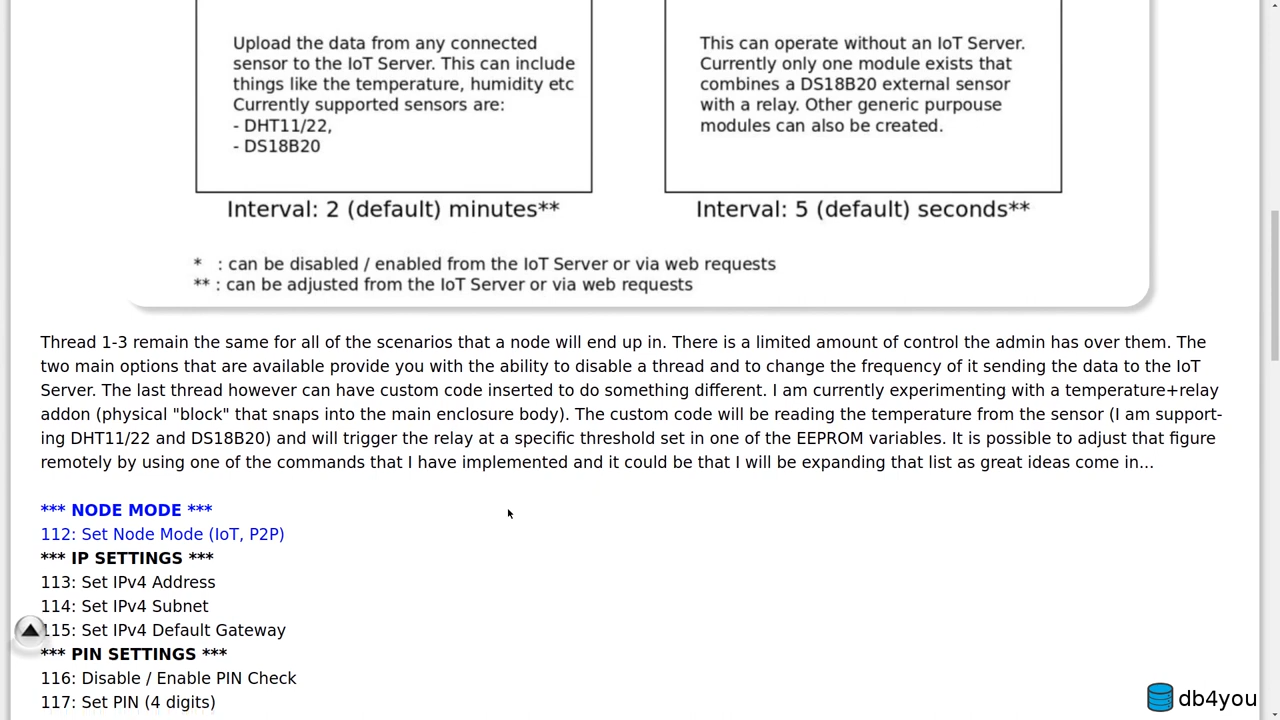 Upload the data from any connected
sensor to the IoT Server. This can include
things like the temperature, humidity etc
Currently supported sensors are:
- DHT11/22,
- DS18B20
Interval: 2 (default) minutes**
This can operate without an IoT Server.
Currently only one module exists that
combines a DS18B20 external sensor
with a relay. Other generic purpouse
modules can also be created.
Interval: 5 (default) seconds**
* : can be disabled / enabled from the IoT Server or via web requests
** : can be adjusted from the IoT Server or via web requests
Thread 1-3 remain the same for all of the scenarios that a node will end up in. There is a limited amount of control the admin has over them. The
two main options that are available provide you with the ability to disable a thread and to change the frequency of it sending the data to the IoT
Server. The last thread however can have custom code inserted to do something different. I am currently experimenting with a temperature+relay
addon (physical "block" that snaps into the main enclosure body). The custom code will be reading the temperature from the sensor (I am support-
ing DHT11/22 and DS18B20) and will trigger the relay at a specific threshold set in one of the EEPROM variables. It is possible to adjust that figure
remotely by using one of the commands that I have implemented and it could be that I will be expanding that list as great ideas come in...
*** NODE MODE ***
112: Set Node Mode (IoT, P2P)
*** IP SETTINGS ***
113: Set IPv4 Address
114: Set IPv4 Subnet
115: Set IPv4 Default Gateway
*** PIN SETTINGS ***
116: Disable / Enable PIN Check
117: Set PIN (4 digits)
db4you